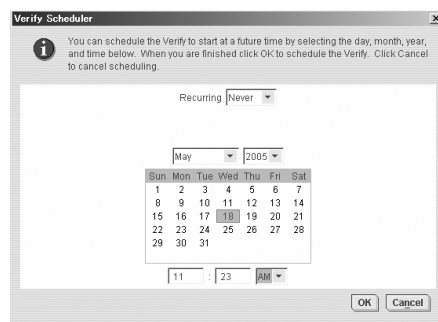 Verify Scheduler
You can schedule the Verify to start at a future time by selecting the day, month, year,
and time below. When you are finished click OK to schedule the Verify. Click Cancel
to cancel scheduling.
Recurring Never
May 2005
Sun Mon Tue Wed Thu Fri Sat
1 2 3 4 5 6 7
8 9 10 11 12 13 14
15 16 17 18 19 20 21
22 23 24 25 26 27 28
29 30 31
11 : 23 AM
OK Cancel